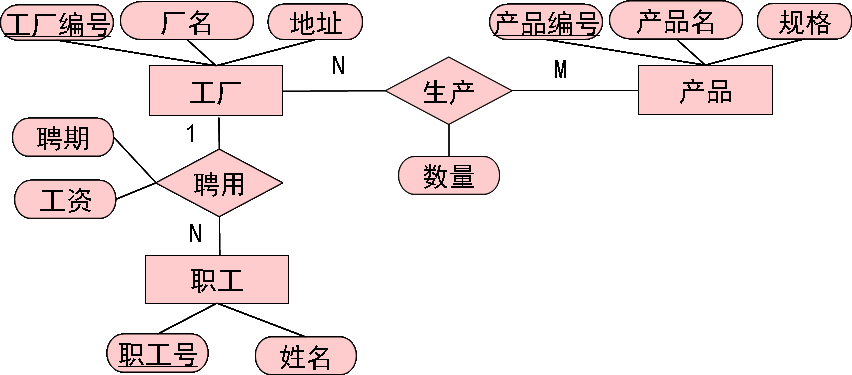 工厂编号
厂名
地址
产品编号
产品名
规格
工厂
N
生产
M
产品
1
聘期
聘用
工资
数量
N
职工
职工号
姓名